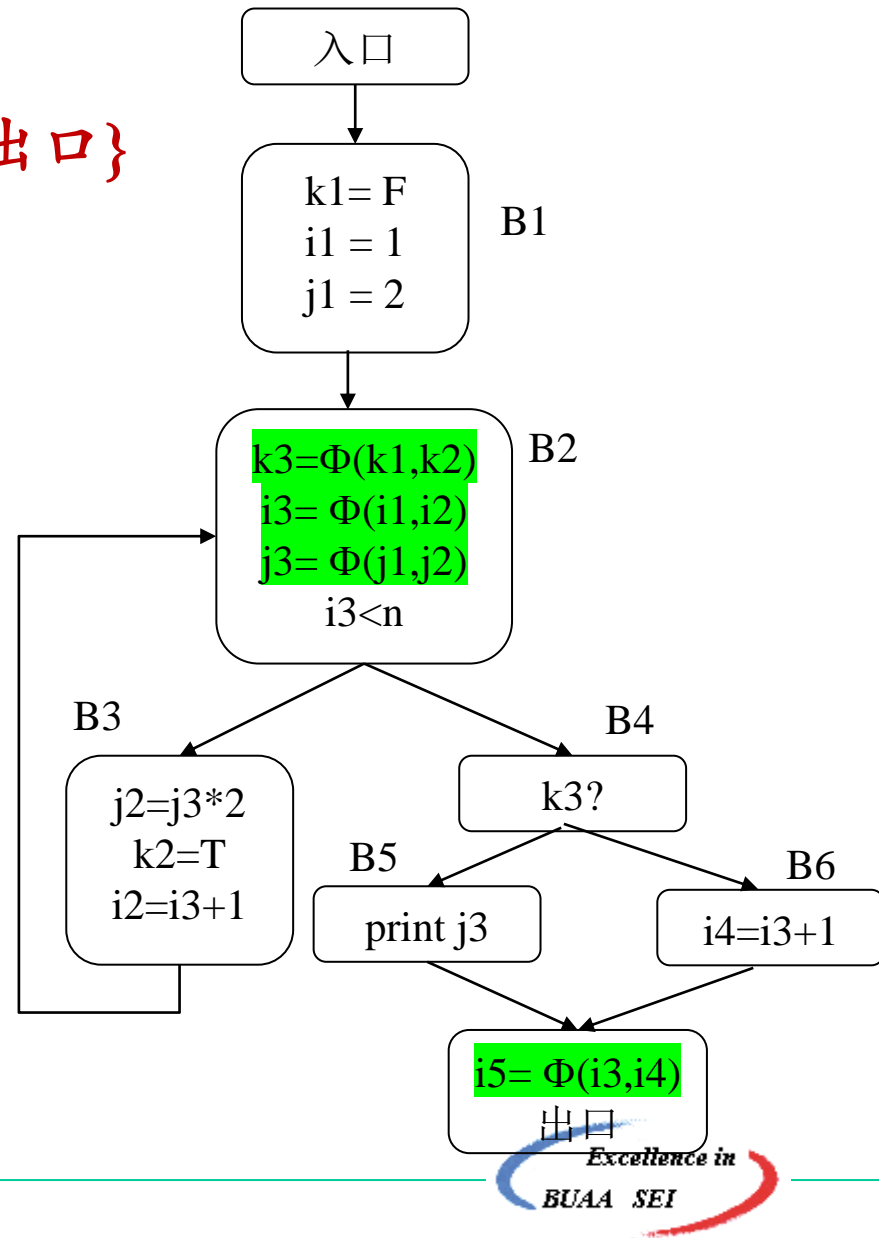 入口
出口}
k1= F
i1 = 1
j1 = 2
B1
k3=Φ(k1,k2)
i3= Φ(i1,i2)
j3= Φ(j1,j2)
i3<n
B2
B3
j2=j3*2
k2=T
i2=i3+1
B4
k3?
B5
print j3
B6
i4=i3+1
i5= Φ(i3,i4)
出口
Excellence in
BUAA SEI